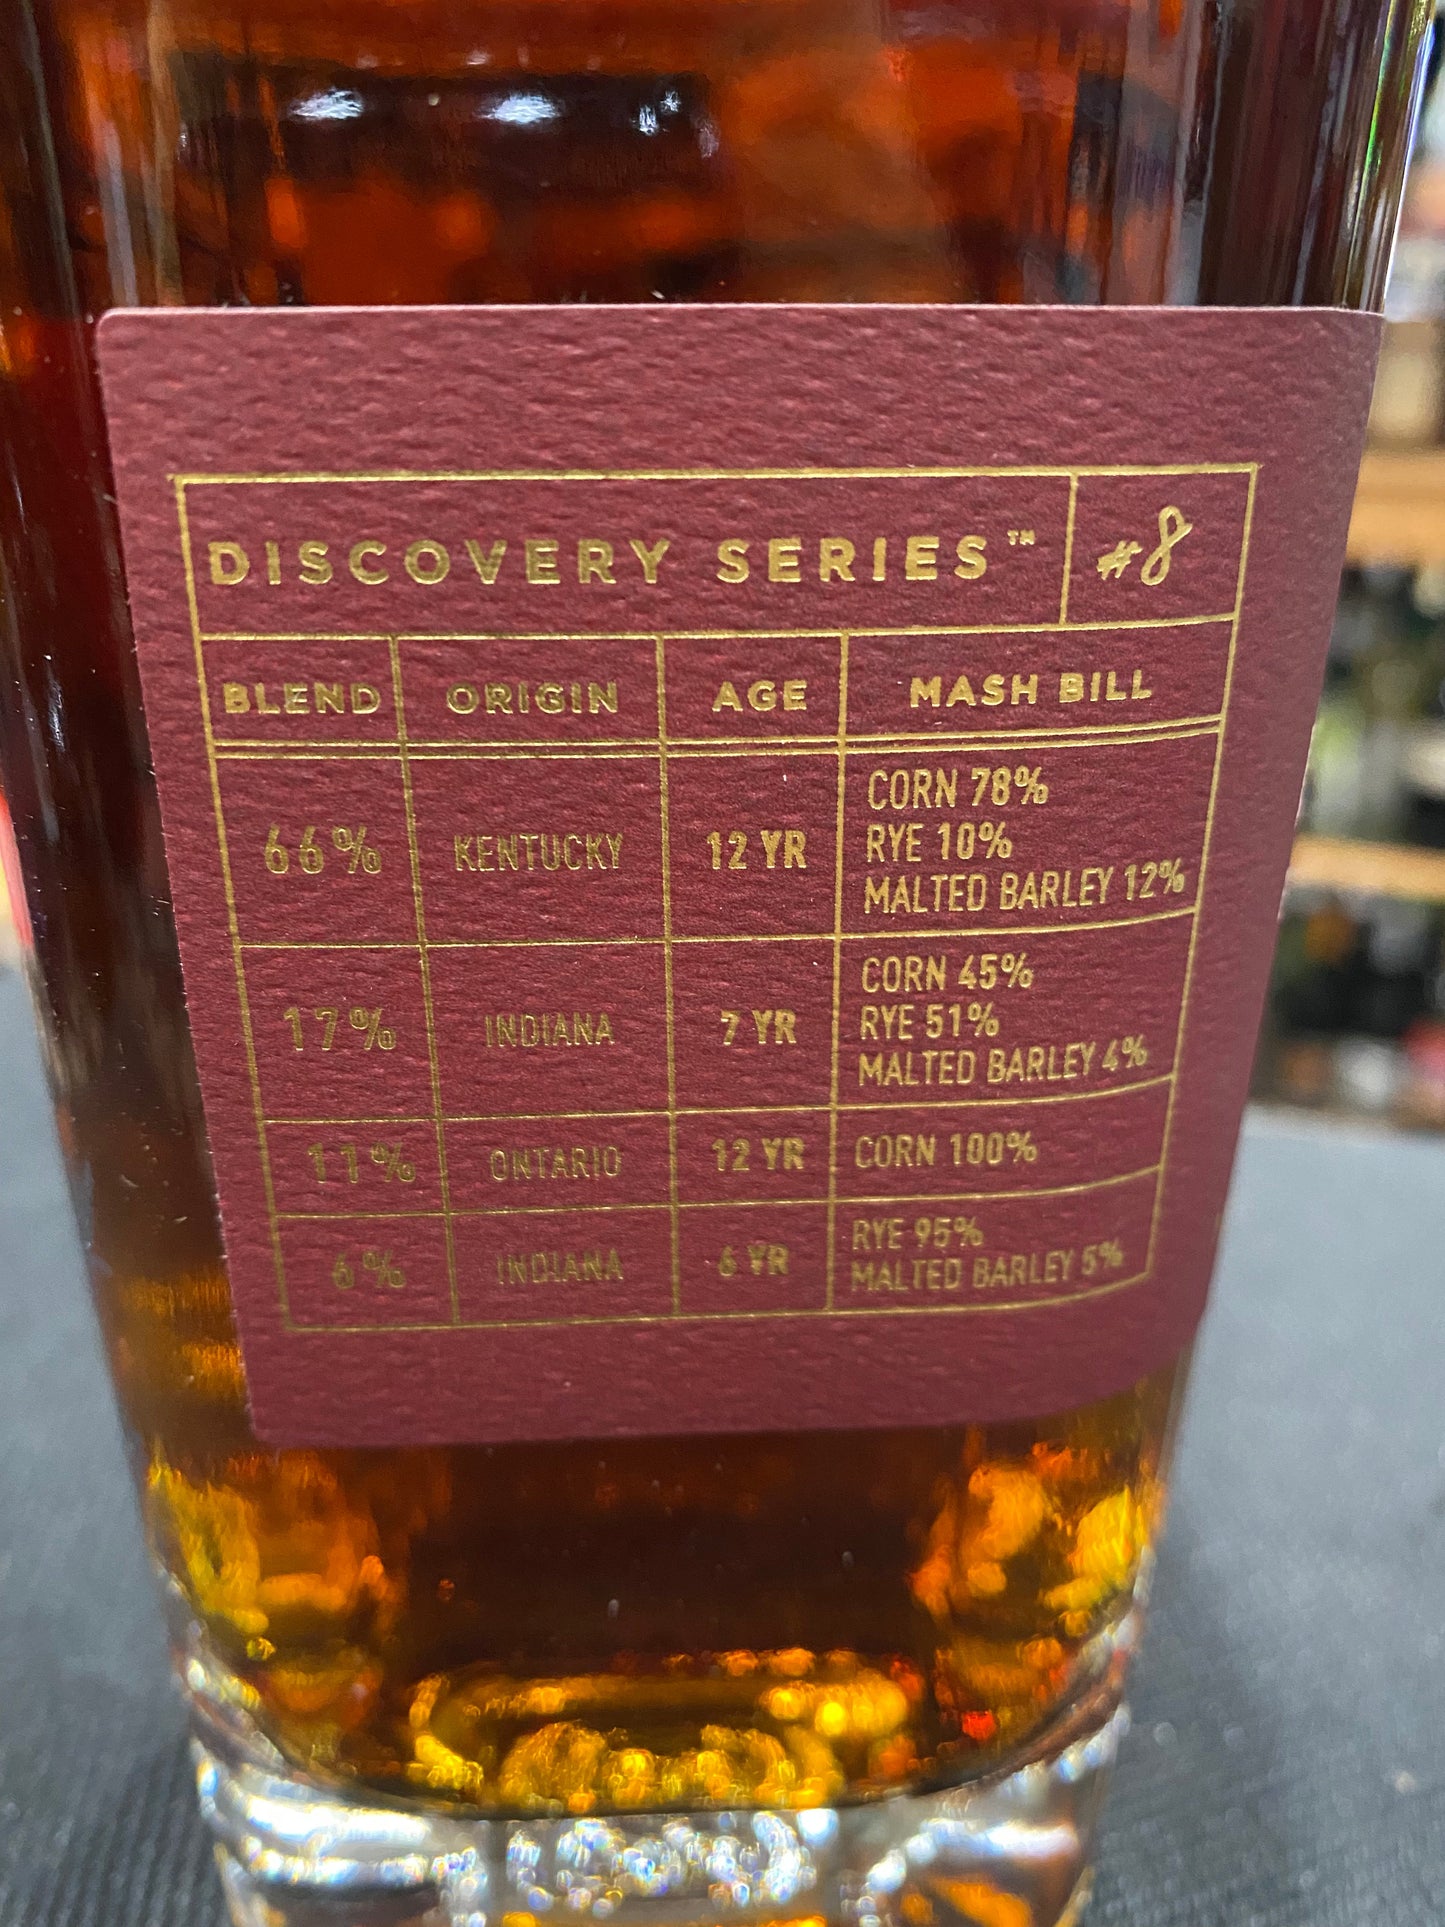 DISCOVERY SERIES™ #8
BLEND ORIGIN AGE MASH BILL
66% KENTUCKY 12 YR
CORN 78%
RYE 10%
MALTED BARLEY 12%
17% INDIANA 7 YR
CORN 45%
RYE 51%
MALTED BARLEY 4%
11% ONTARIO 12 YR CORN 100%
6% INDIANA 6 YR
RYE 95%
MALTED BARLEY 5%